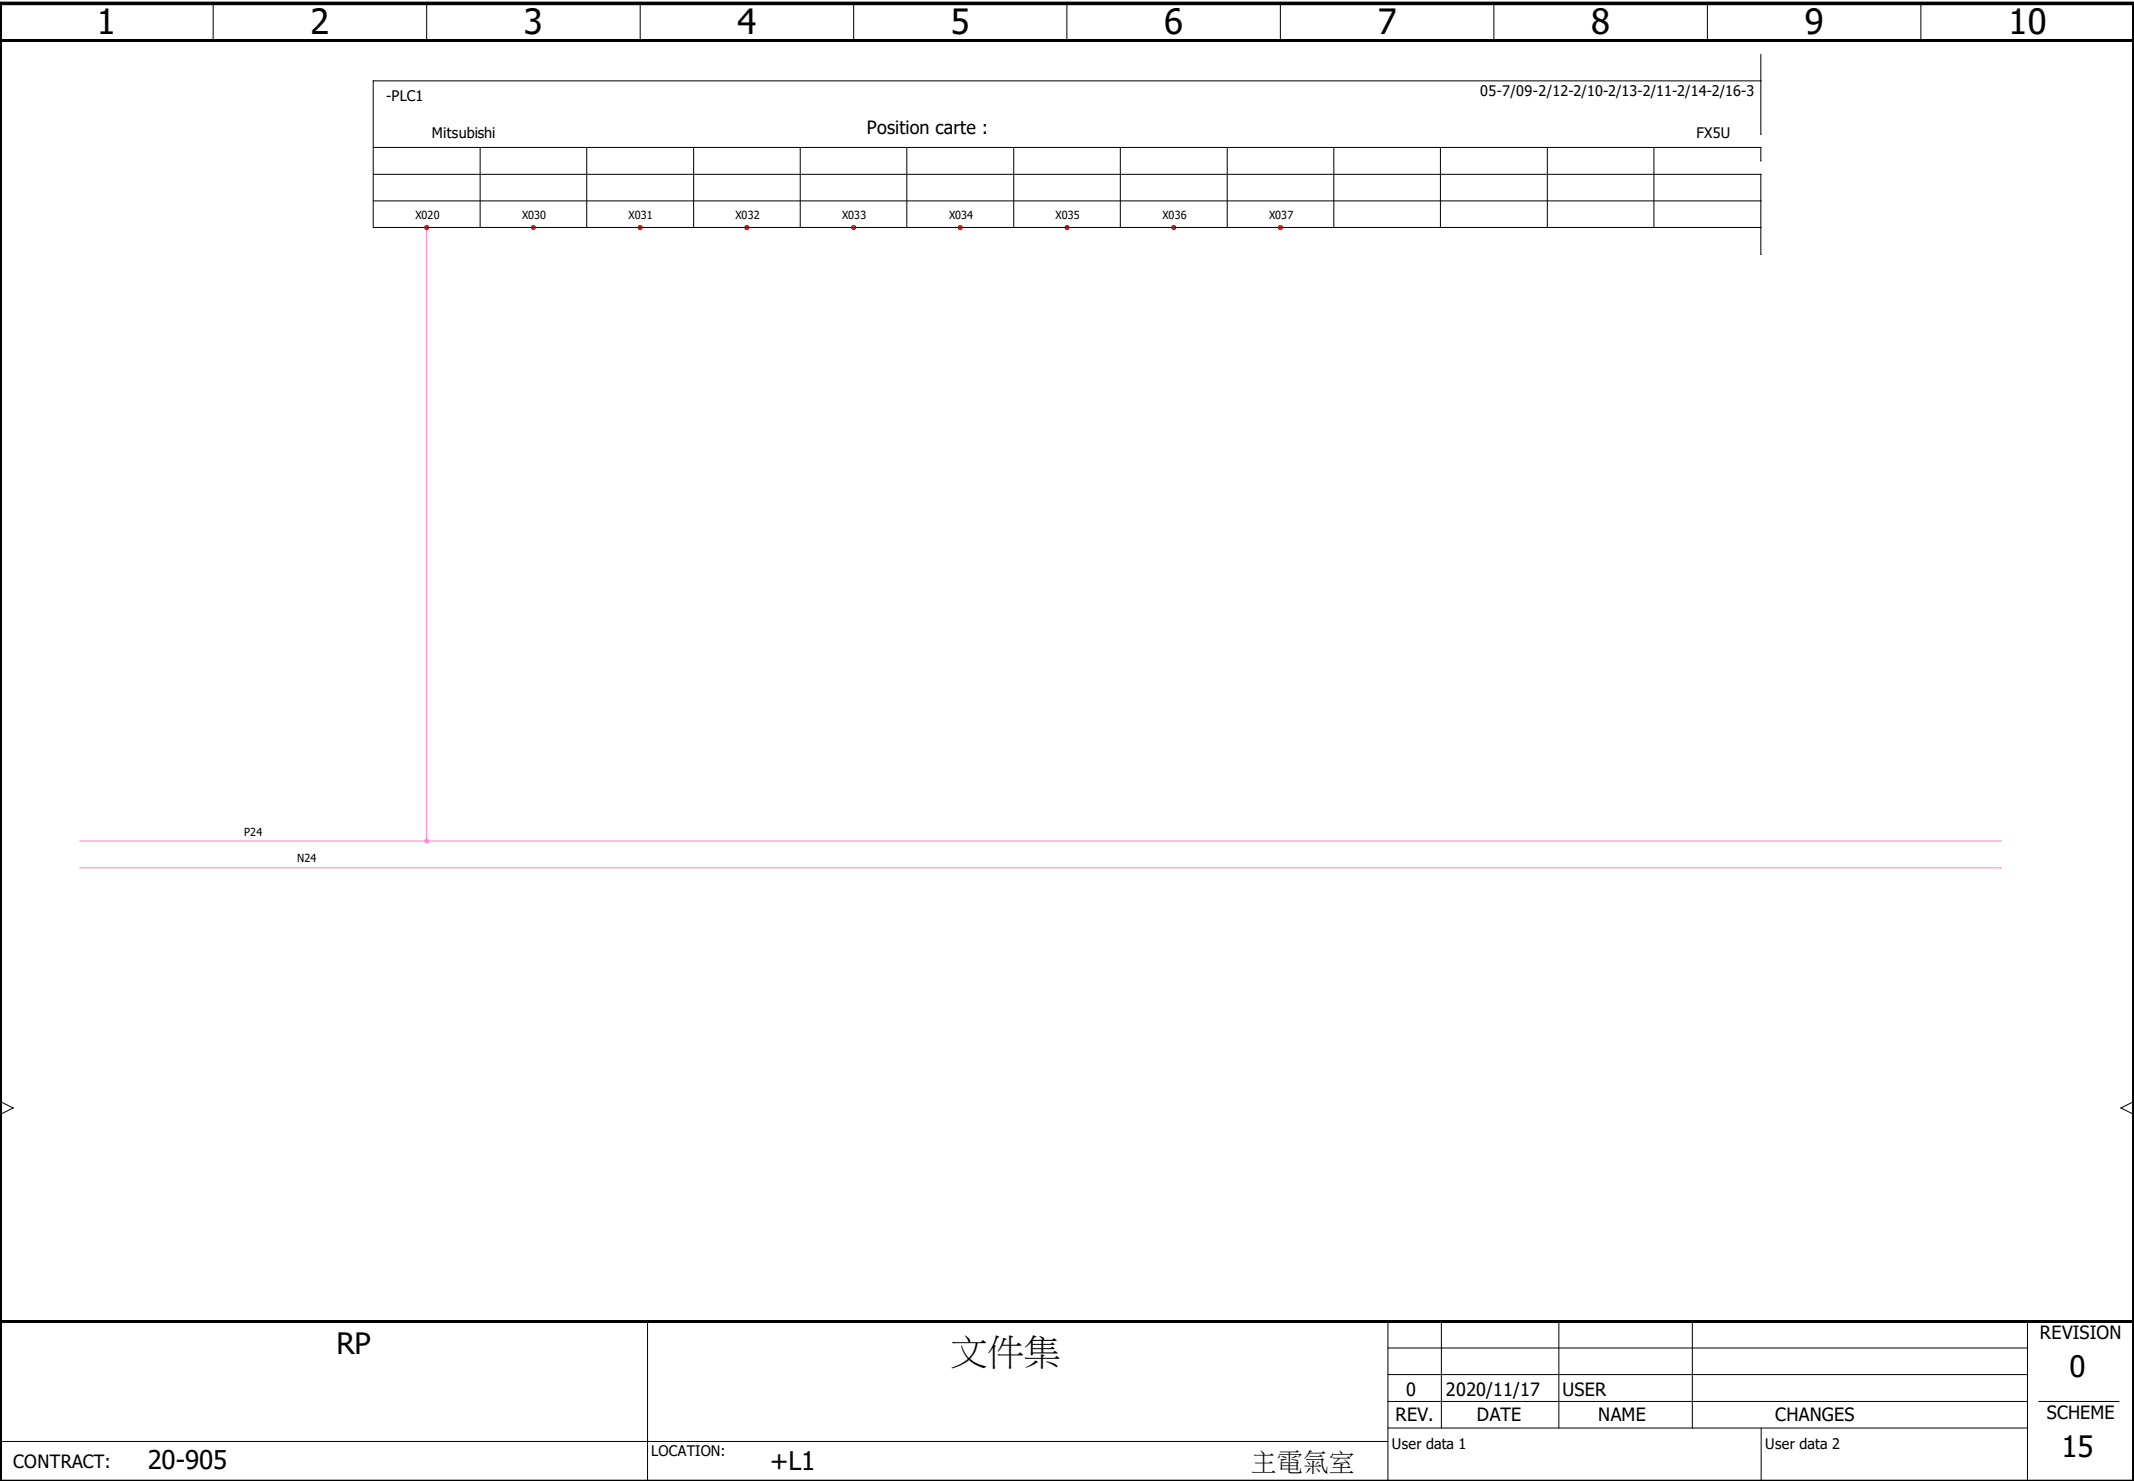 1 2 3 4 5 6 7 8 9 10
-PLC1 05-7/09-2/12-2/10-2/13-2/11-2/14-2/16-3
Mitsubishi Position carte : FX5U
X020 X030 X031 X032 X033 X034 X035 X036 X037
P24
N24
RP
文件集
REVISION
0
0 2020/11/17 USER
REV. DATE NAME CHANGES
SCHEME
15
CONTRACT: 20-905
LOCATION: +L1 主電氣室
User data 1
User data 2